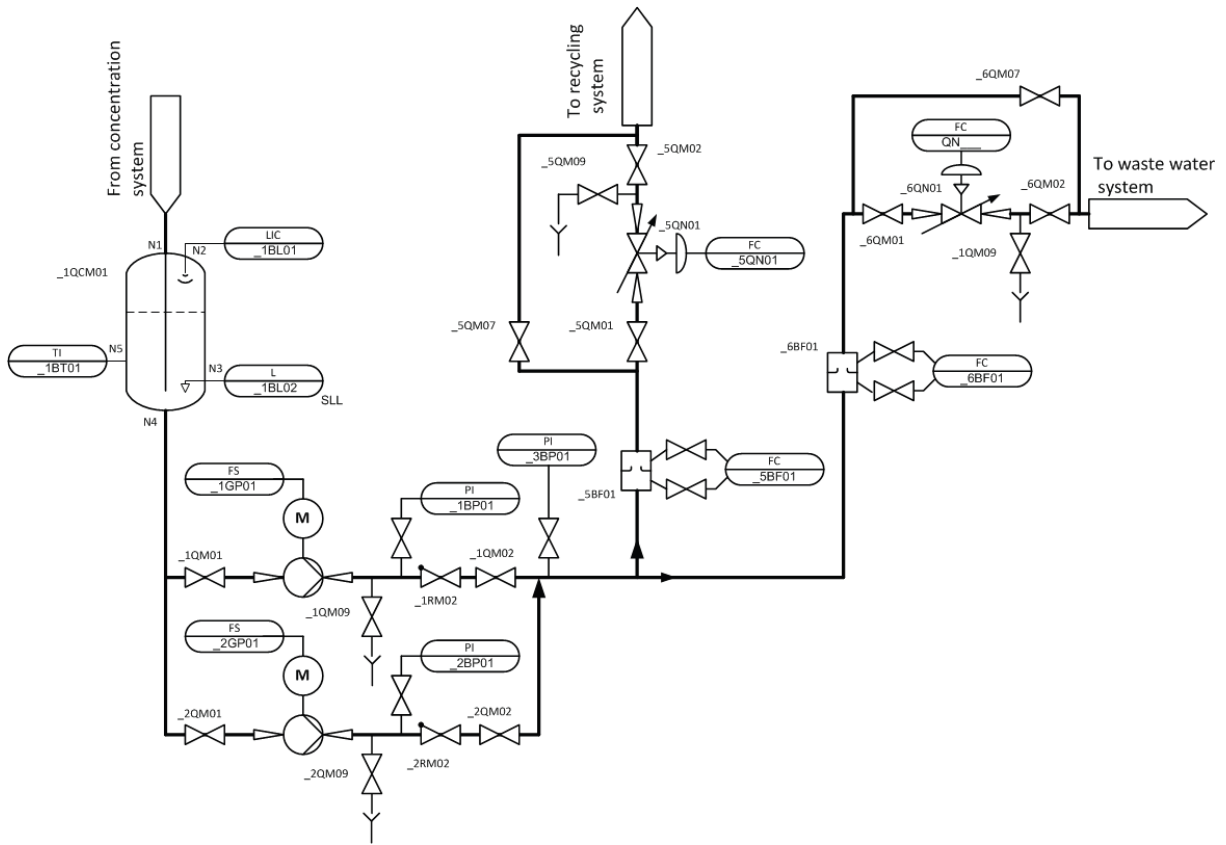 From concentration
system
To recycling
system
_6QM07
FC
QN___
_5QM02
_5QM09
_6QN01
_6QM02
To waste water
system
_6QM01
_1QM09
N1
N2
LIC
_1BL01
_1QCM01
_5QN01
FC
_5QN01
_5QM07
_5QM01
_6BF01
TI
_1BT01
N5
N3
L
_1BL02
SLL
FC
_6BF01
N4
PI
_3BP01
FC
_5BF01
_5BF01
FS
_1GP01
PI
_1BP01
M
_1QM01
_1QM02
_1QM09
_1RM02
FS
_2GP01
PI
_2BP01
M
_2QM01
_2QM02
_2QM09
_2RM02